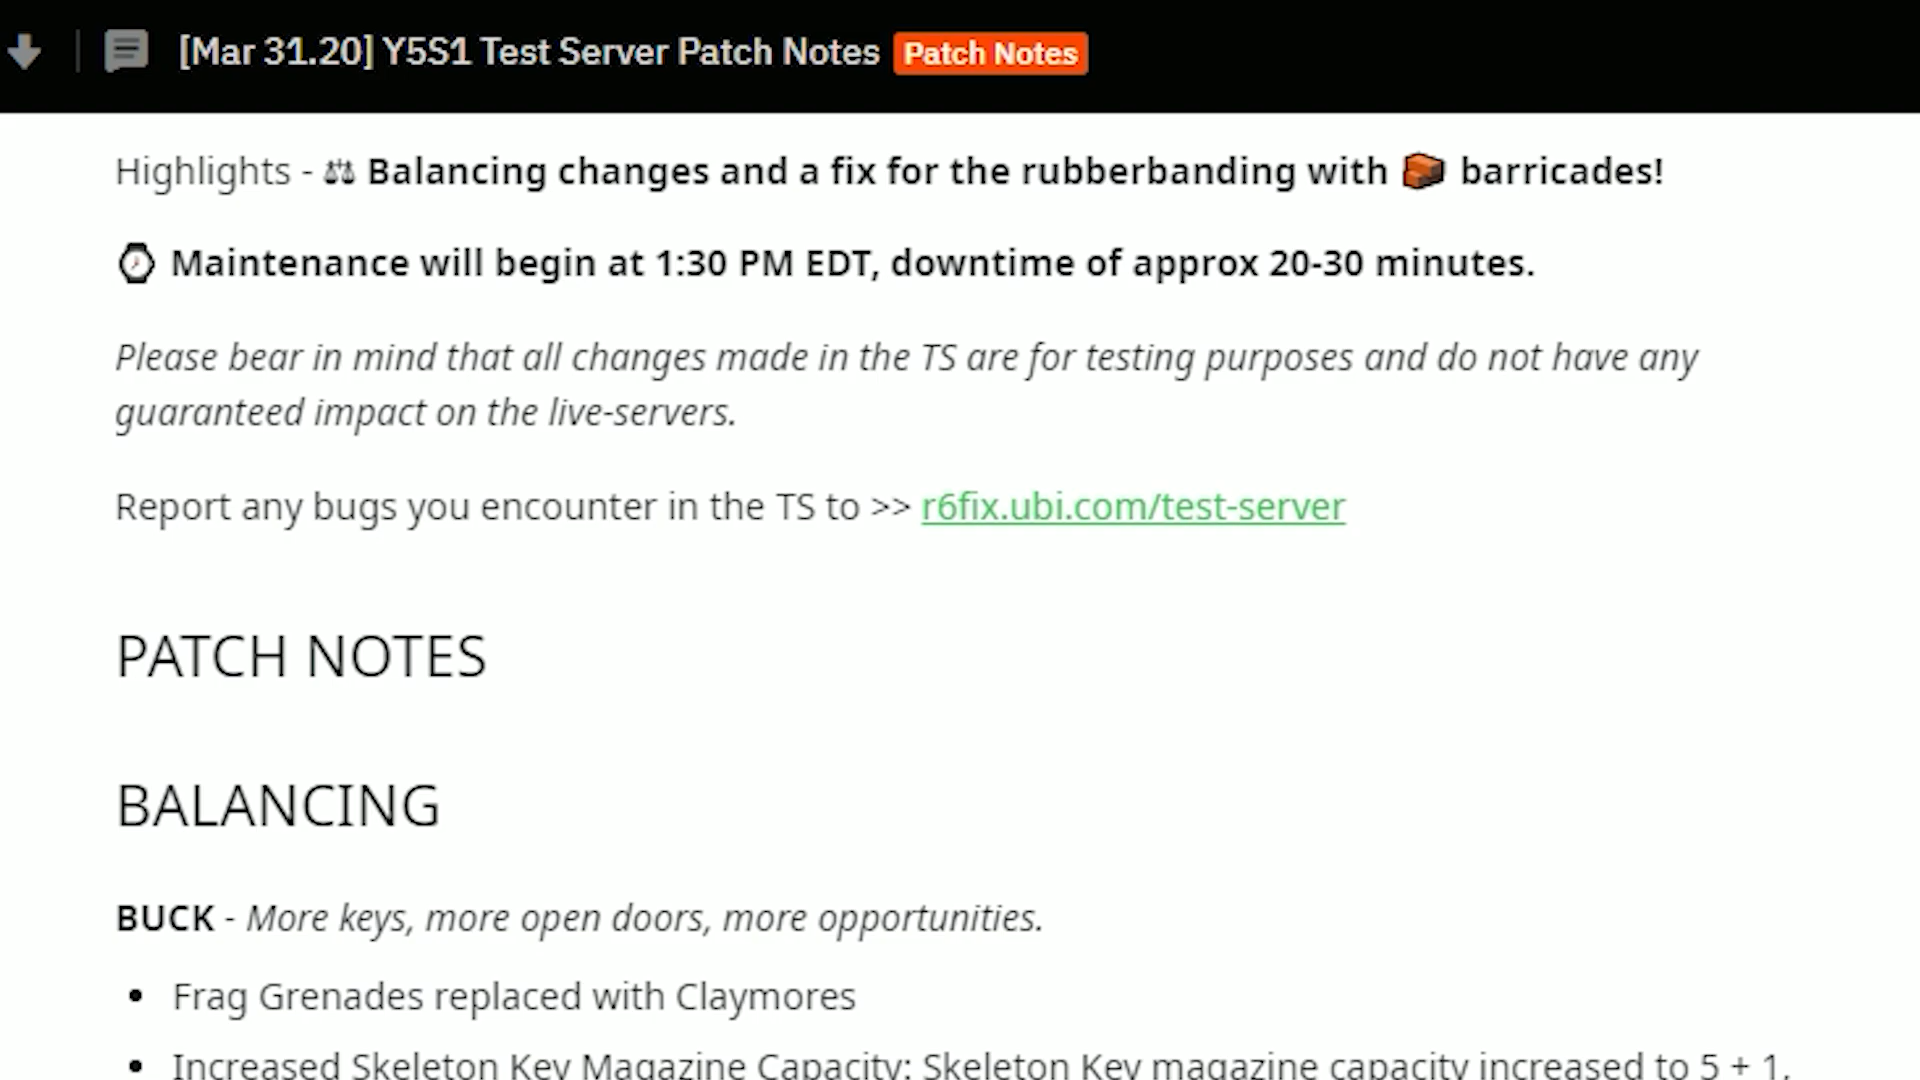 [Mar 31.20] Y5S1 Test Server Patch Notes Patch Notes
Highlights - ⚖ Balancing changes and a fix for the rubberbanding with 🧱 barricades!
⌚ Maintenance will begin at 1:30 PM EDT, downtime of approx 20-30 minutes.
Please bear in mind that all changes made in the TS are for testing purposes and do not have any
guaranteed impact on the live-servers.
Report any bugs you encounter in the TS to >> r6fix.ubi.com/test-server
PATCH NOTES
BALANCING
BUCK - More keys, more open doors, more opportunities.
• Frag Grenades replaced with Claymores
• Increased Skeleton Key Magazine Capacity: Skeleton Key magazine capacity increased to 5 + 1.